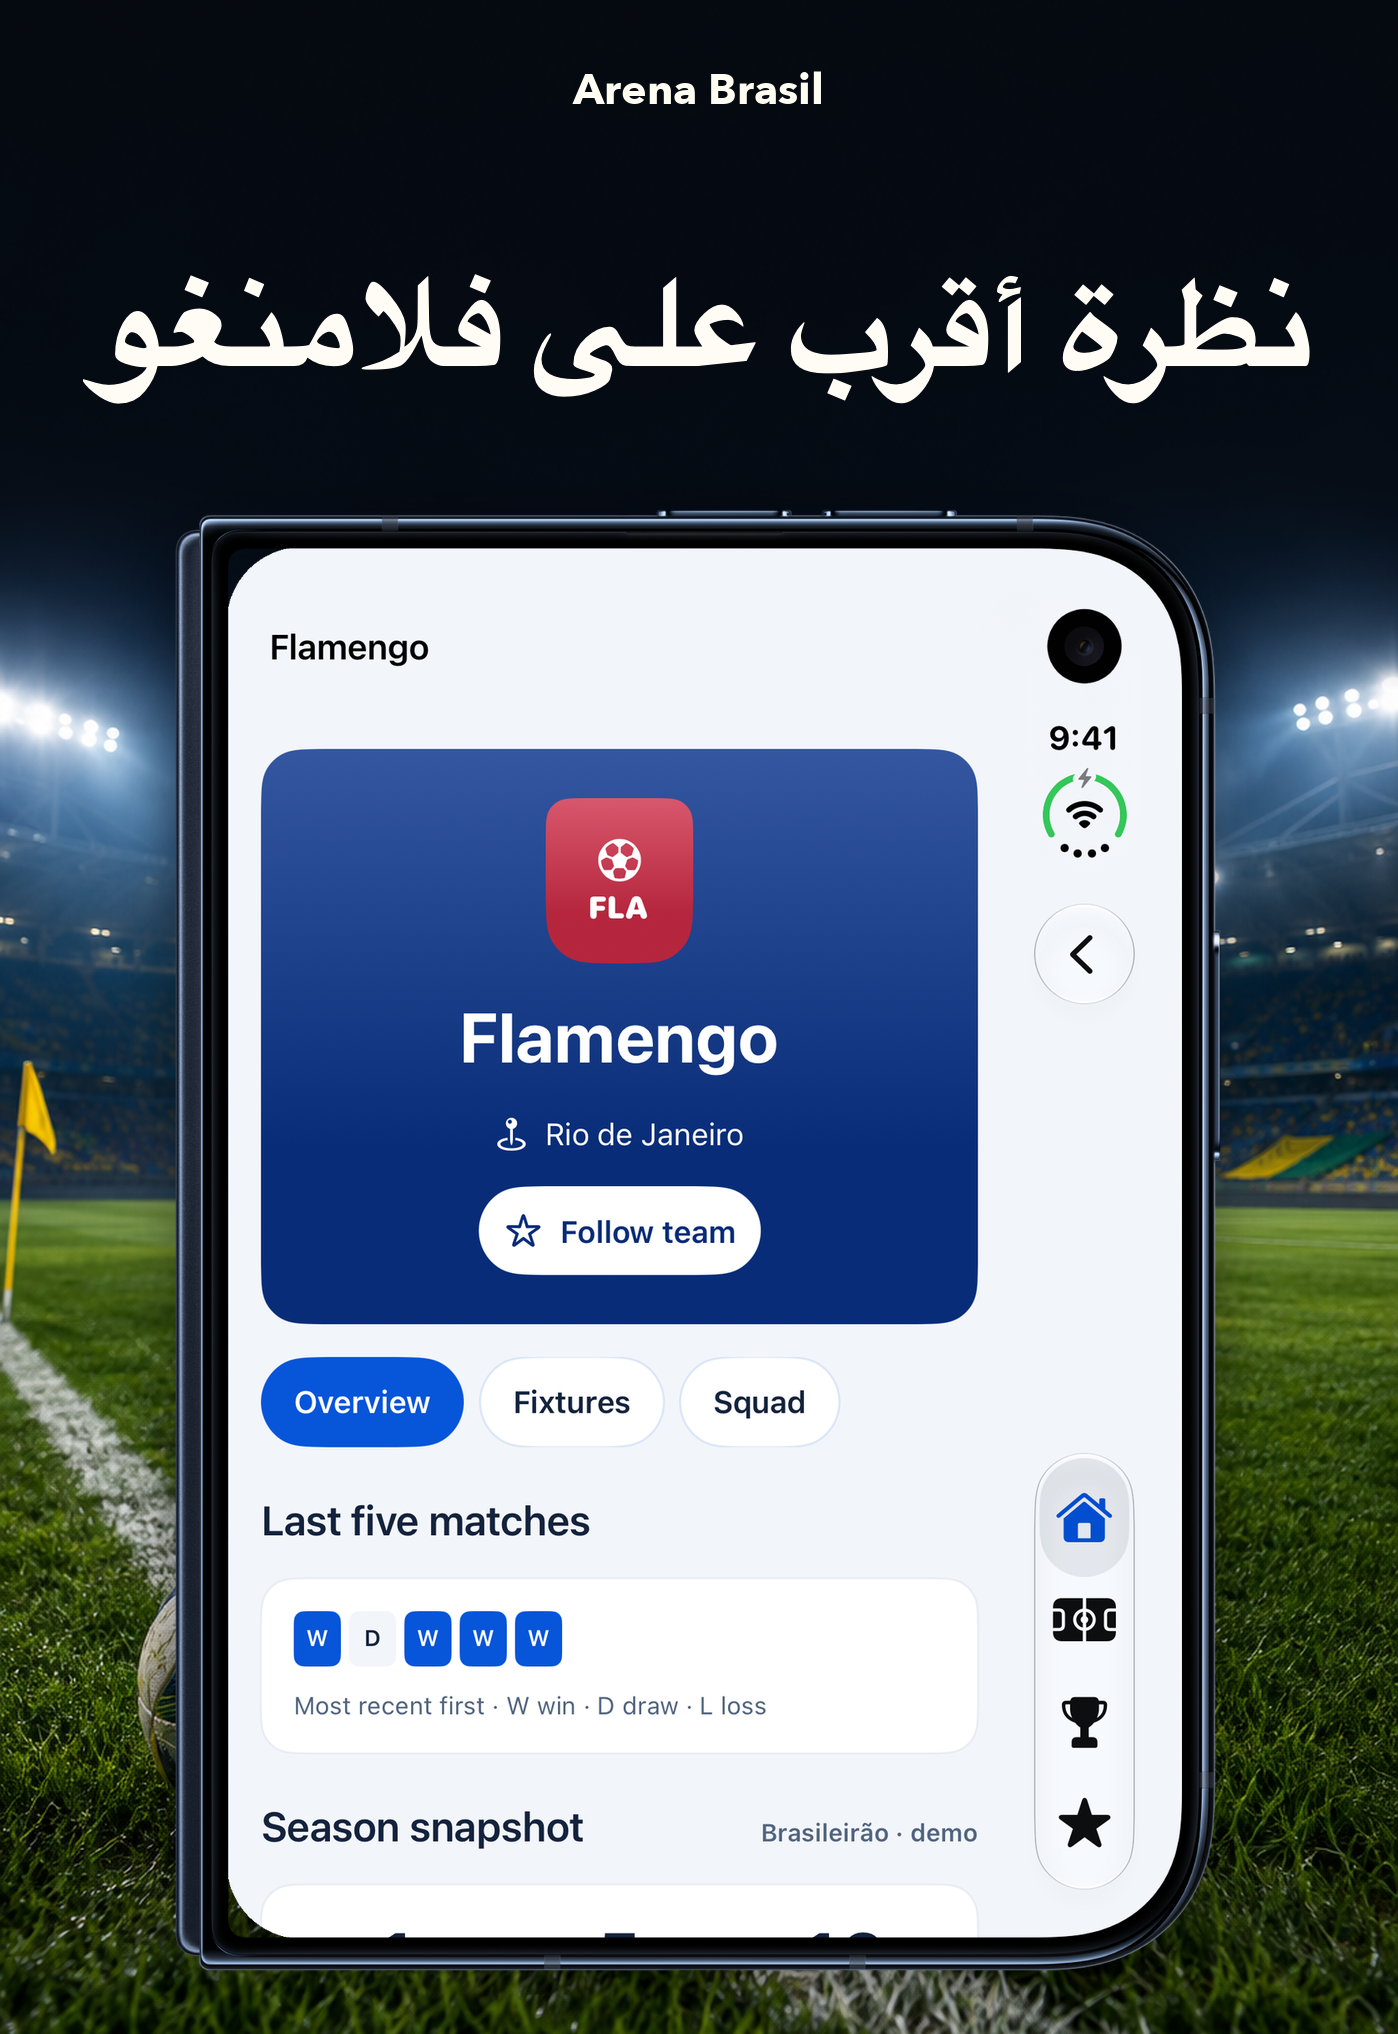 Arena Brasil
نظرة أقرب على فلامنغو
Flamengo
9:41
FLA
Flamengo
Rio de Janeiro
Follow team
Overview
Fixtures
Squad
Last five matches
W D W W W
Most recent first · W win · D draw · L loss
Season snapshot
Brasileirão · demo